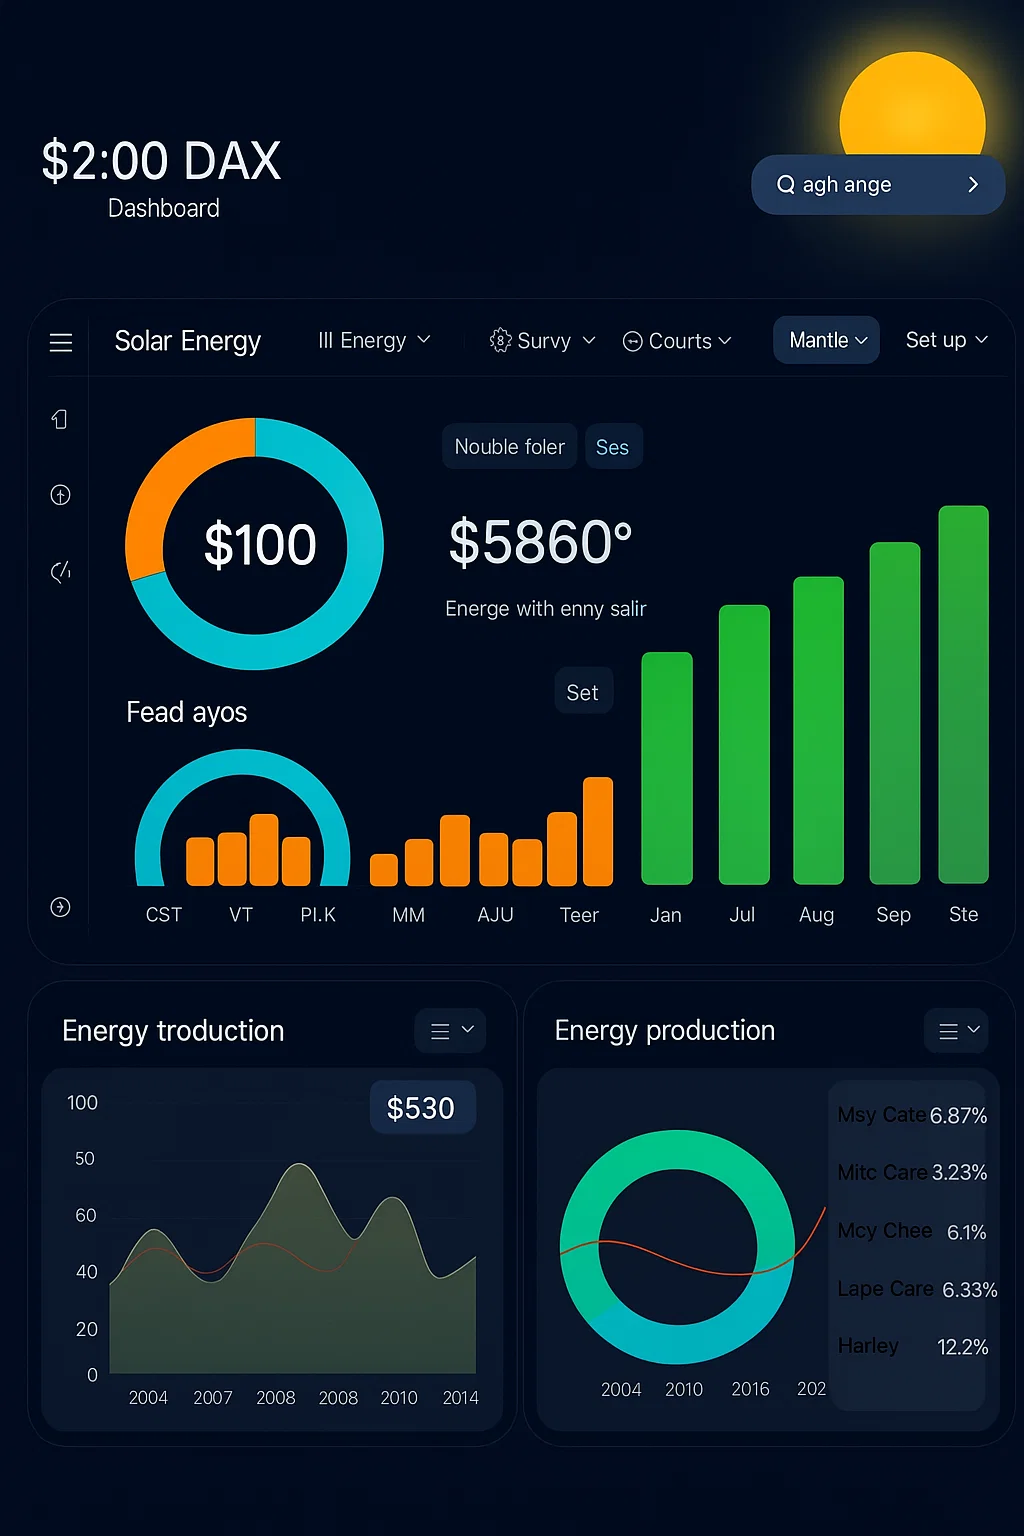 $2:00 DAX
Dashboard
agh ange
Solar Energy
III Energy
Survy
Courts
Mantle
Set up
Nouble foler
Ses
$100
$5860°
Energe with enny salir
Set
Fead ayos
CST VT PI.K MM AJU Teer Jan Jul Aug Sep Ste
Energy troduction
$530
100
50
60
40
20
0
2004 2007 2008 2008 2010 2014
Energy production
Msy Cate 6.87%
Mitc Care 3.23%
Mcy Chee 6.1%
Lape Care 6.33%
Harley 12.2%
2004 2010 2016 202